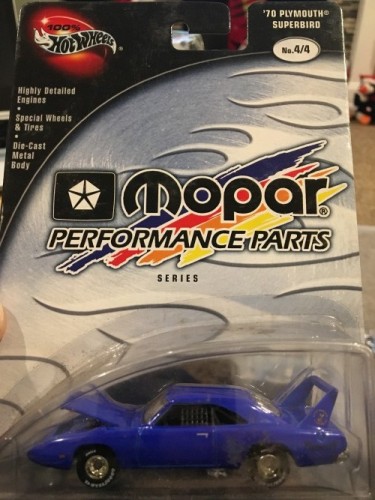 100%
Hot Wheels
'70 PLYMOUTH®
SUPERBIRD
No.4/4
Highly Detailed
Engines
•
Special Wheels
& Tires
•
Die-Cast
Metal
Body
mopar®
PERFORMANCE PARTS
SERIES